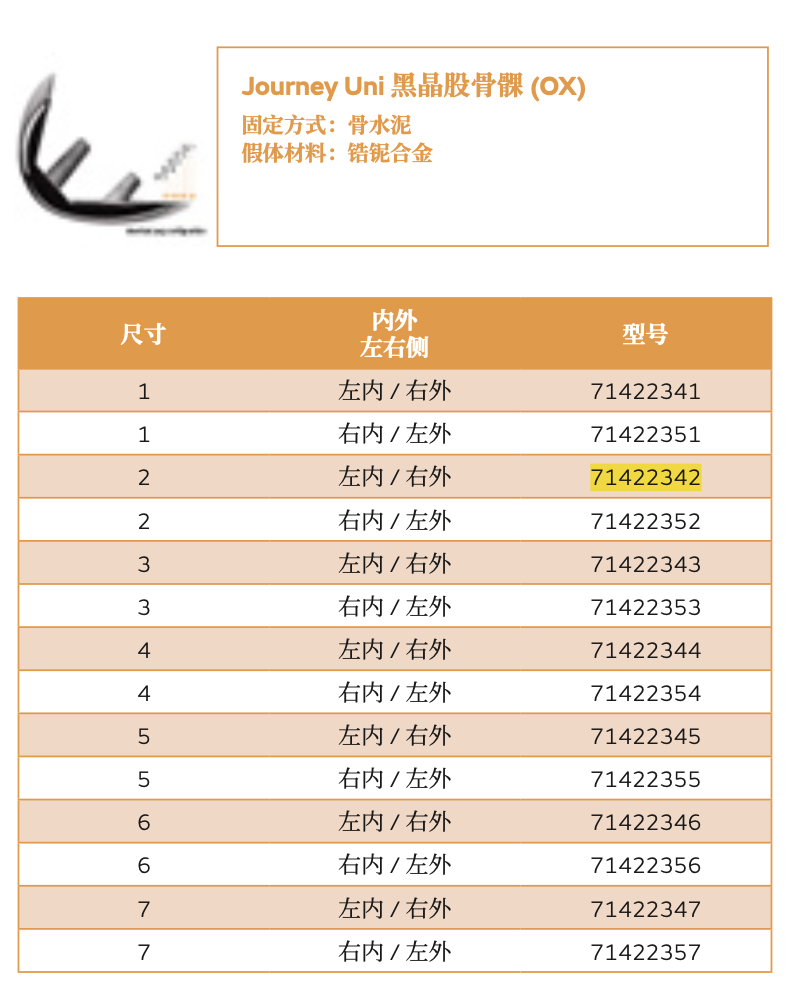 Journey Uni 黑晶股骨髁 (OX)
固定方式：骨水泥
假体材料：锆铌合金
尺寸 内外 型号
左右侧
1 左内 / 右外 71422341
1 右内 / 左外 71422351
2 左内 / 右外 71422342
2 右内 / 左外 71422352
3 左内 / 右外 71422343
3 右内 / 左外 71422353
4 左内 / 右外 71422344
4 右内 / 左外 71422354
5 左内 / 右外 71422345
5 右内 / 左外 71422355
6 左内 / 右外 71422346
6 右内 / 左外 71422356
7 左内 / 右外 71422347
7 右内 / 左外 71422357